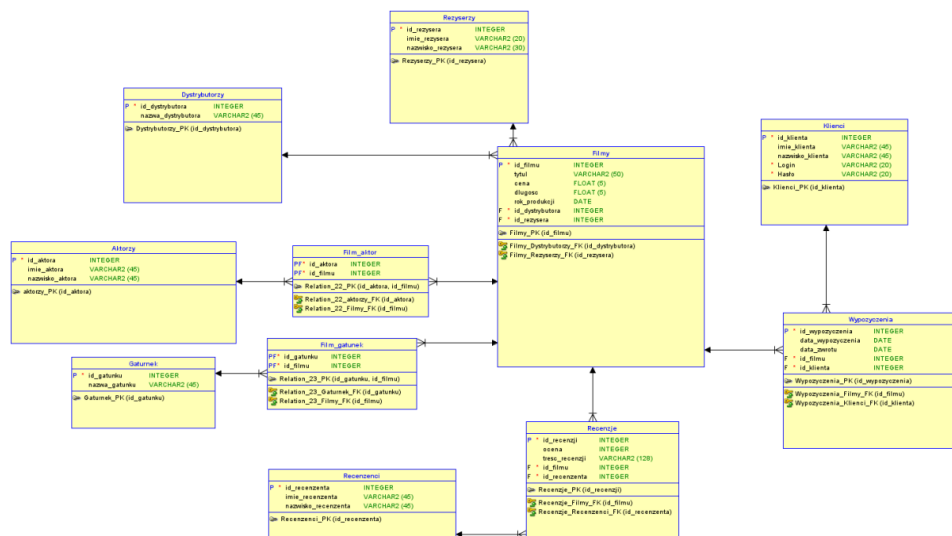 Rezyserzy
P * id_rezysera INTEGER
imie_rezysera VARCHAR2 (20)
nazwisko_rezysera VARCHAR2 (30)
Rezyserzy_PK (id_rezysera)
Dystrybutorzy
P * id_dystrybutora INTEGER
nazwa_dystrybutora VARCHAR2 (45)
Dystrybutorzy_PK (id_dystrybutora)
Klienci
P * id_klienta INTEGER
imie_klienta VARCHAR2 (45)
nazwisko_klienta VARCHAR2 (45)
* Login VARCHAR2 (20)
* Hasło VARCHAR2 (20)
Klienci_PK (id_klienta)
Filmy
P * id_filmu INTEGER
tytul VARCHAR2 (50)
cena FLOAT (5)
dlugosc FLOAT (5)
rok_produkcji DATE
F * id_dystrybutora INTEGER
F * id_rezysera INTEGER
Filmy_PK (id_filmu)
Filmy_Dystrybutorzy_FK (id_dystrybutora)
Filmy_Rezyserzy_FK (id_rezysera)
Aktorzy
P * id_aktora INTEGER
imie_aktora VARCHAR2 (45)
nazwisko_aktora VARCHAR2 (45)
aktorzy_PK (id_aktora)
Film_aktor
PF* id_aktora INTEGER
PF* id_filmu INTEGER
Relation_22_PK (id_aktora, id_filmu)
Relation_22_aktorzy_FK (id_aktora)
Relation_22_Filmy_FK (id_filmu)
Wypozyczenia
P * id_wypozyczenia INTEGER
data_wypozyczenia DATE
data_zwrotu DATE
F * id_filmu INTEGER
F * id_klienta INTEGER
Wypozyczenia_PK (id_wypozyczenia)
Wypozyczenia_Filmy_FK (id_filmu)
Wypozyczenia_Klienci_FK (id_klienta)
Film_gatunek
PF* id_gatunku INTEGER
PF* id_filmu INTEGER
Relation_23_PK (id_gatunku, id_filmu)
Relation_23_Gaturnek_FK (id_gatunku)
Relation_23_Filmy_FK (id_filmu)
Gaturnek
P * id_gatunku INTEGER
nazwa_gatunku VARCHAR2 (45)
Gaturnek_PK (id_gatunku)
Recenzje
P * id_recenzji INTEGER
ocena INTEGER
tresc_recenzji VARCHAR2 (128)
F * id_filmu INTEGER
F * id_recenzenta INTEGER
Recenzje_PK (id_recenzji)
Recenzje_Filmy_FK (id_filmu)
Recenzje_Recenzenci_FK (id_recenzenta)
Recenzenci
P * id_recenzenta INTEGER
imie_recenzenta VARCHAR2 (45)
nazwisko_recenzenta VARCHAR2 (45)
Recenzenci_PK (id_recenzenta)